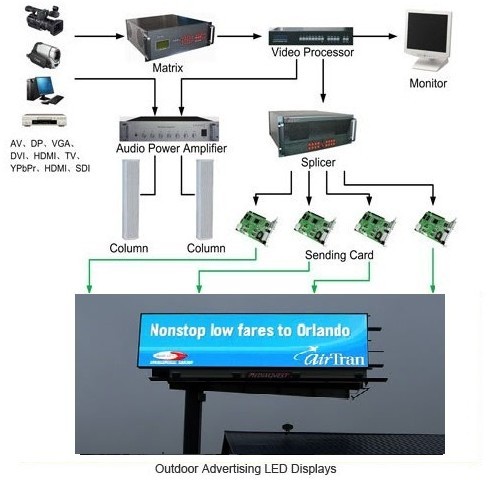 Matrix
Video Processor
Monitor
AV、DP、VGA、
DVI、HDMI、TV、
YPbPr、HDMI、SDI
Audio Power Amplifier
Splicer
Column
Column
Sending Card
Nonstop low fares to Orlando
airTran
Outdoor Advertising LED Displays